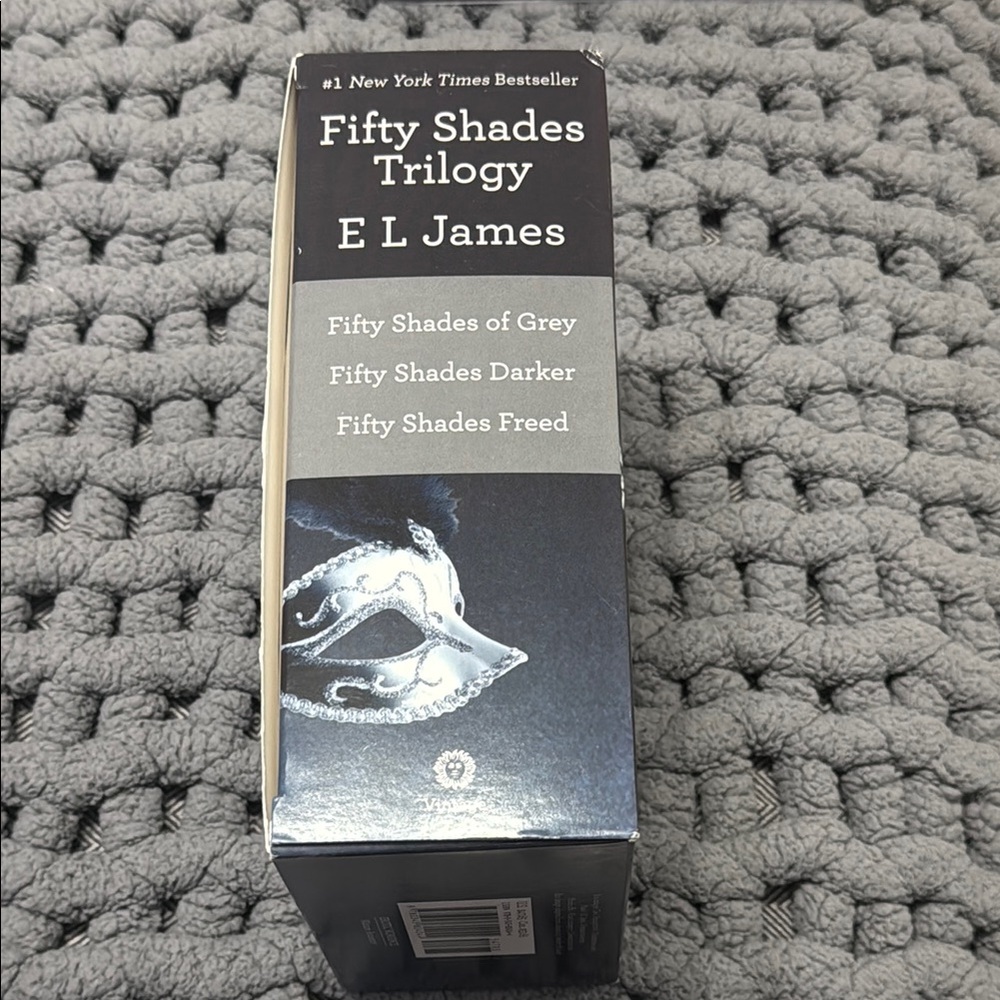 #1 New York Times Bestseller
Fifty Shades
Trilogy
E L James
Fifty Shades of Grey
Fifty Shades Darker
Fifty Shades Freed
Vintage